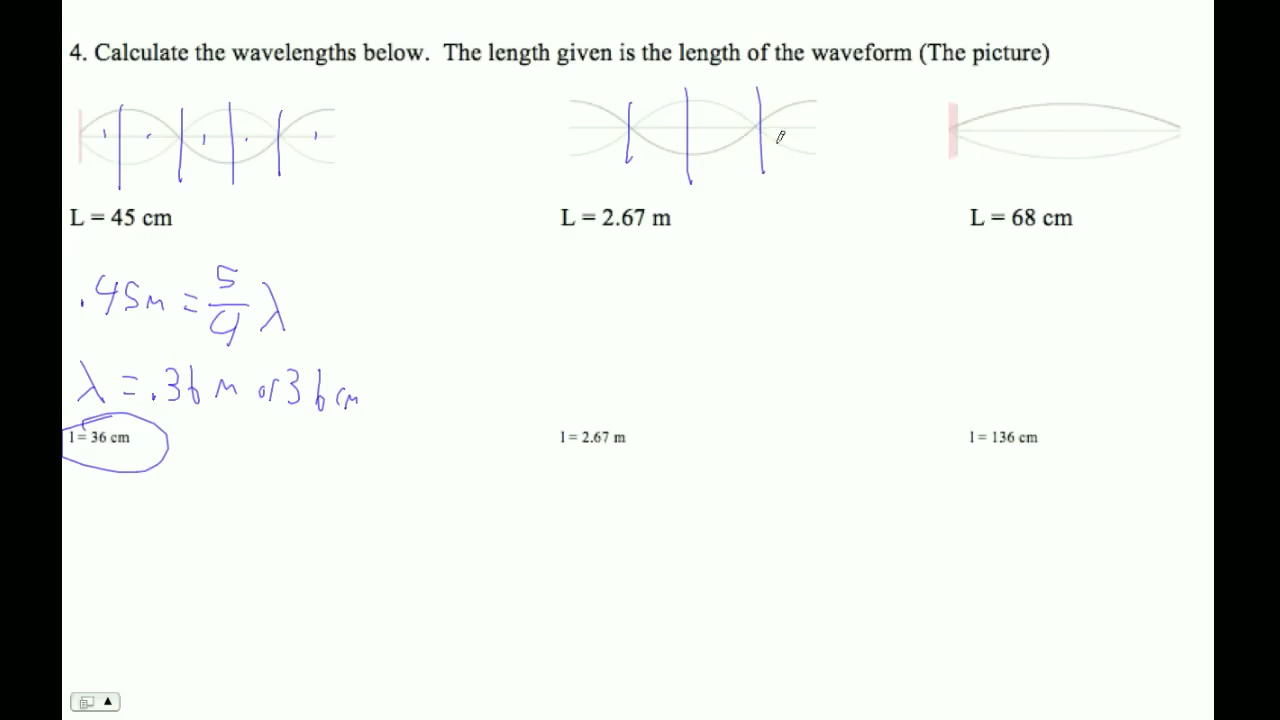 4. Calculate the wavelengths below. The length given is the length of the waveform (The picture)
L = 45 cm
L = 2.67 m
L = 68 cm
.45m = 5/4 λ
λ = .36 m or 36 cm
l = 36 cm
l = 2.67 m
l = 136 cm